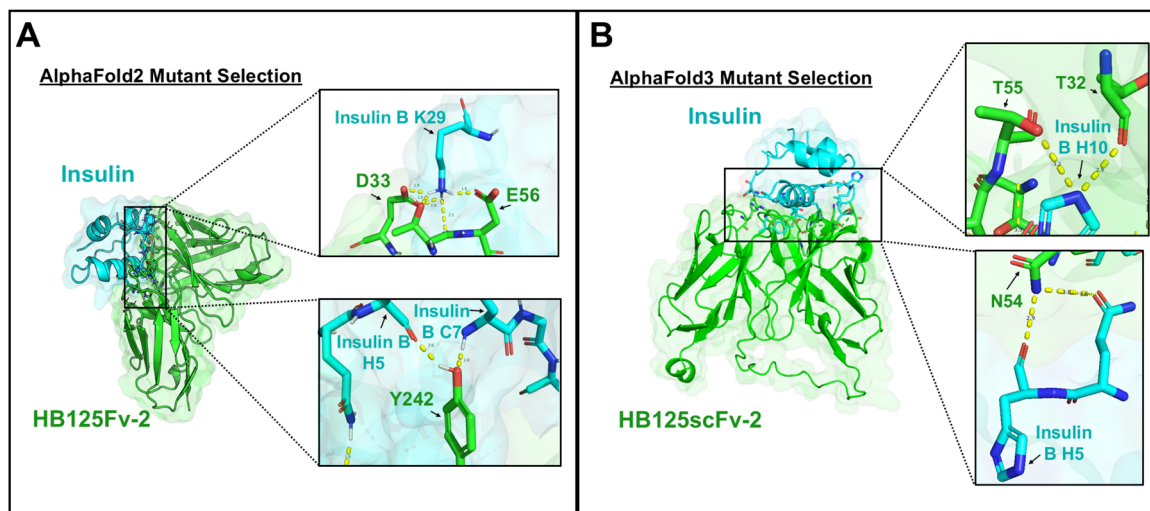 A
AlphaFold2 Mutant Selection
Insulin
HB125Fv-2
Insulin B K29
D33
E56
Insulin
B C7
Insulin B
H5
Y242
B
AlphaFold3 Mutant Selection
Insulin
HB125scFv-2
T55
T32
Insulin
B H10
N54
Insulin
B H5